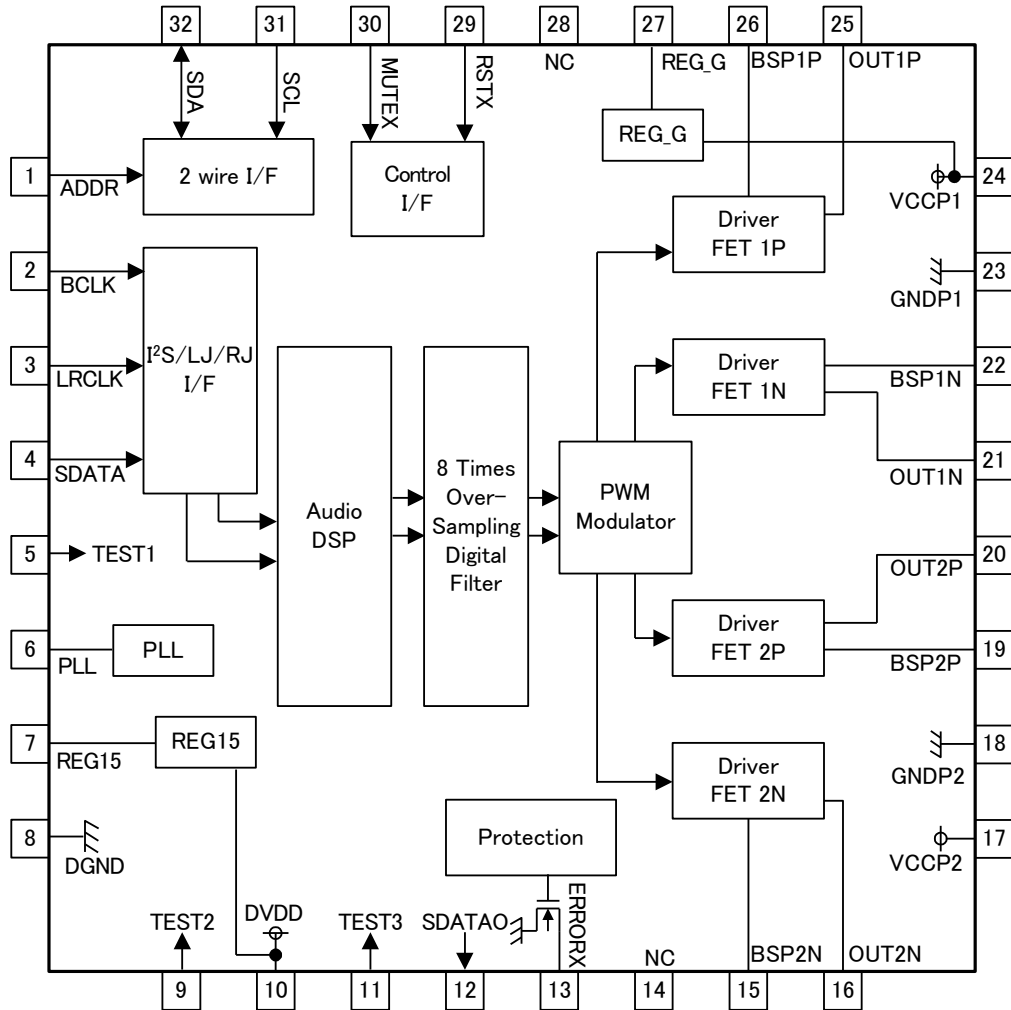 32
31
30
29
28
27
26
25
SDA
SCL
MUTEX
RSTX
NC
REG_G
BSP1P
OUT1P
REG_G
1
ADDR
2 wire I/F
Control
I/F
24
VCCP1
Driver
FET 1P
2
BCLK
23
GNDP1
3
LRCLK
I²S/LJ/RJ
I/F
Driver
FET 1N
22
BSP1N
4
SDATA
21
OUT1N
Audio
DSP
8 Times
Over-
Sampling
Digital
Filter
PWM
Modulator
5
TEST1
20
OUT2P
6
PLL
PLL
Driver
FET 2P
19
BSP2P
7
REG15
REG15
18
GNDP2
Driver
FET 2N
8
DGND
Protection
17
VCCP2
TEST2
DVDD
TEST3
SDATAO
ERRORX
NC
BSP2N
OUT2N
9
10
11
12
13
14
15
16